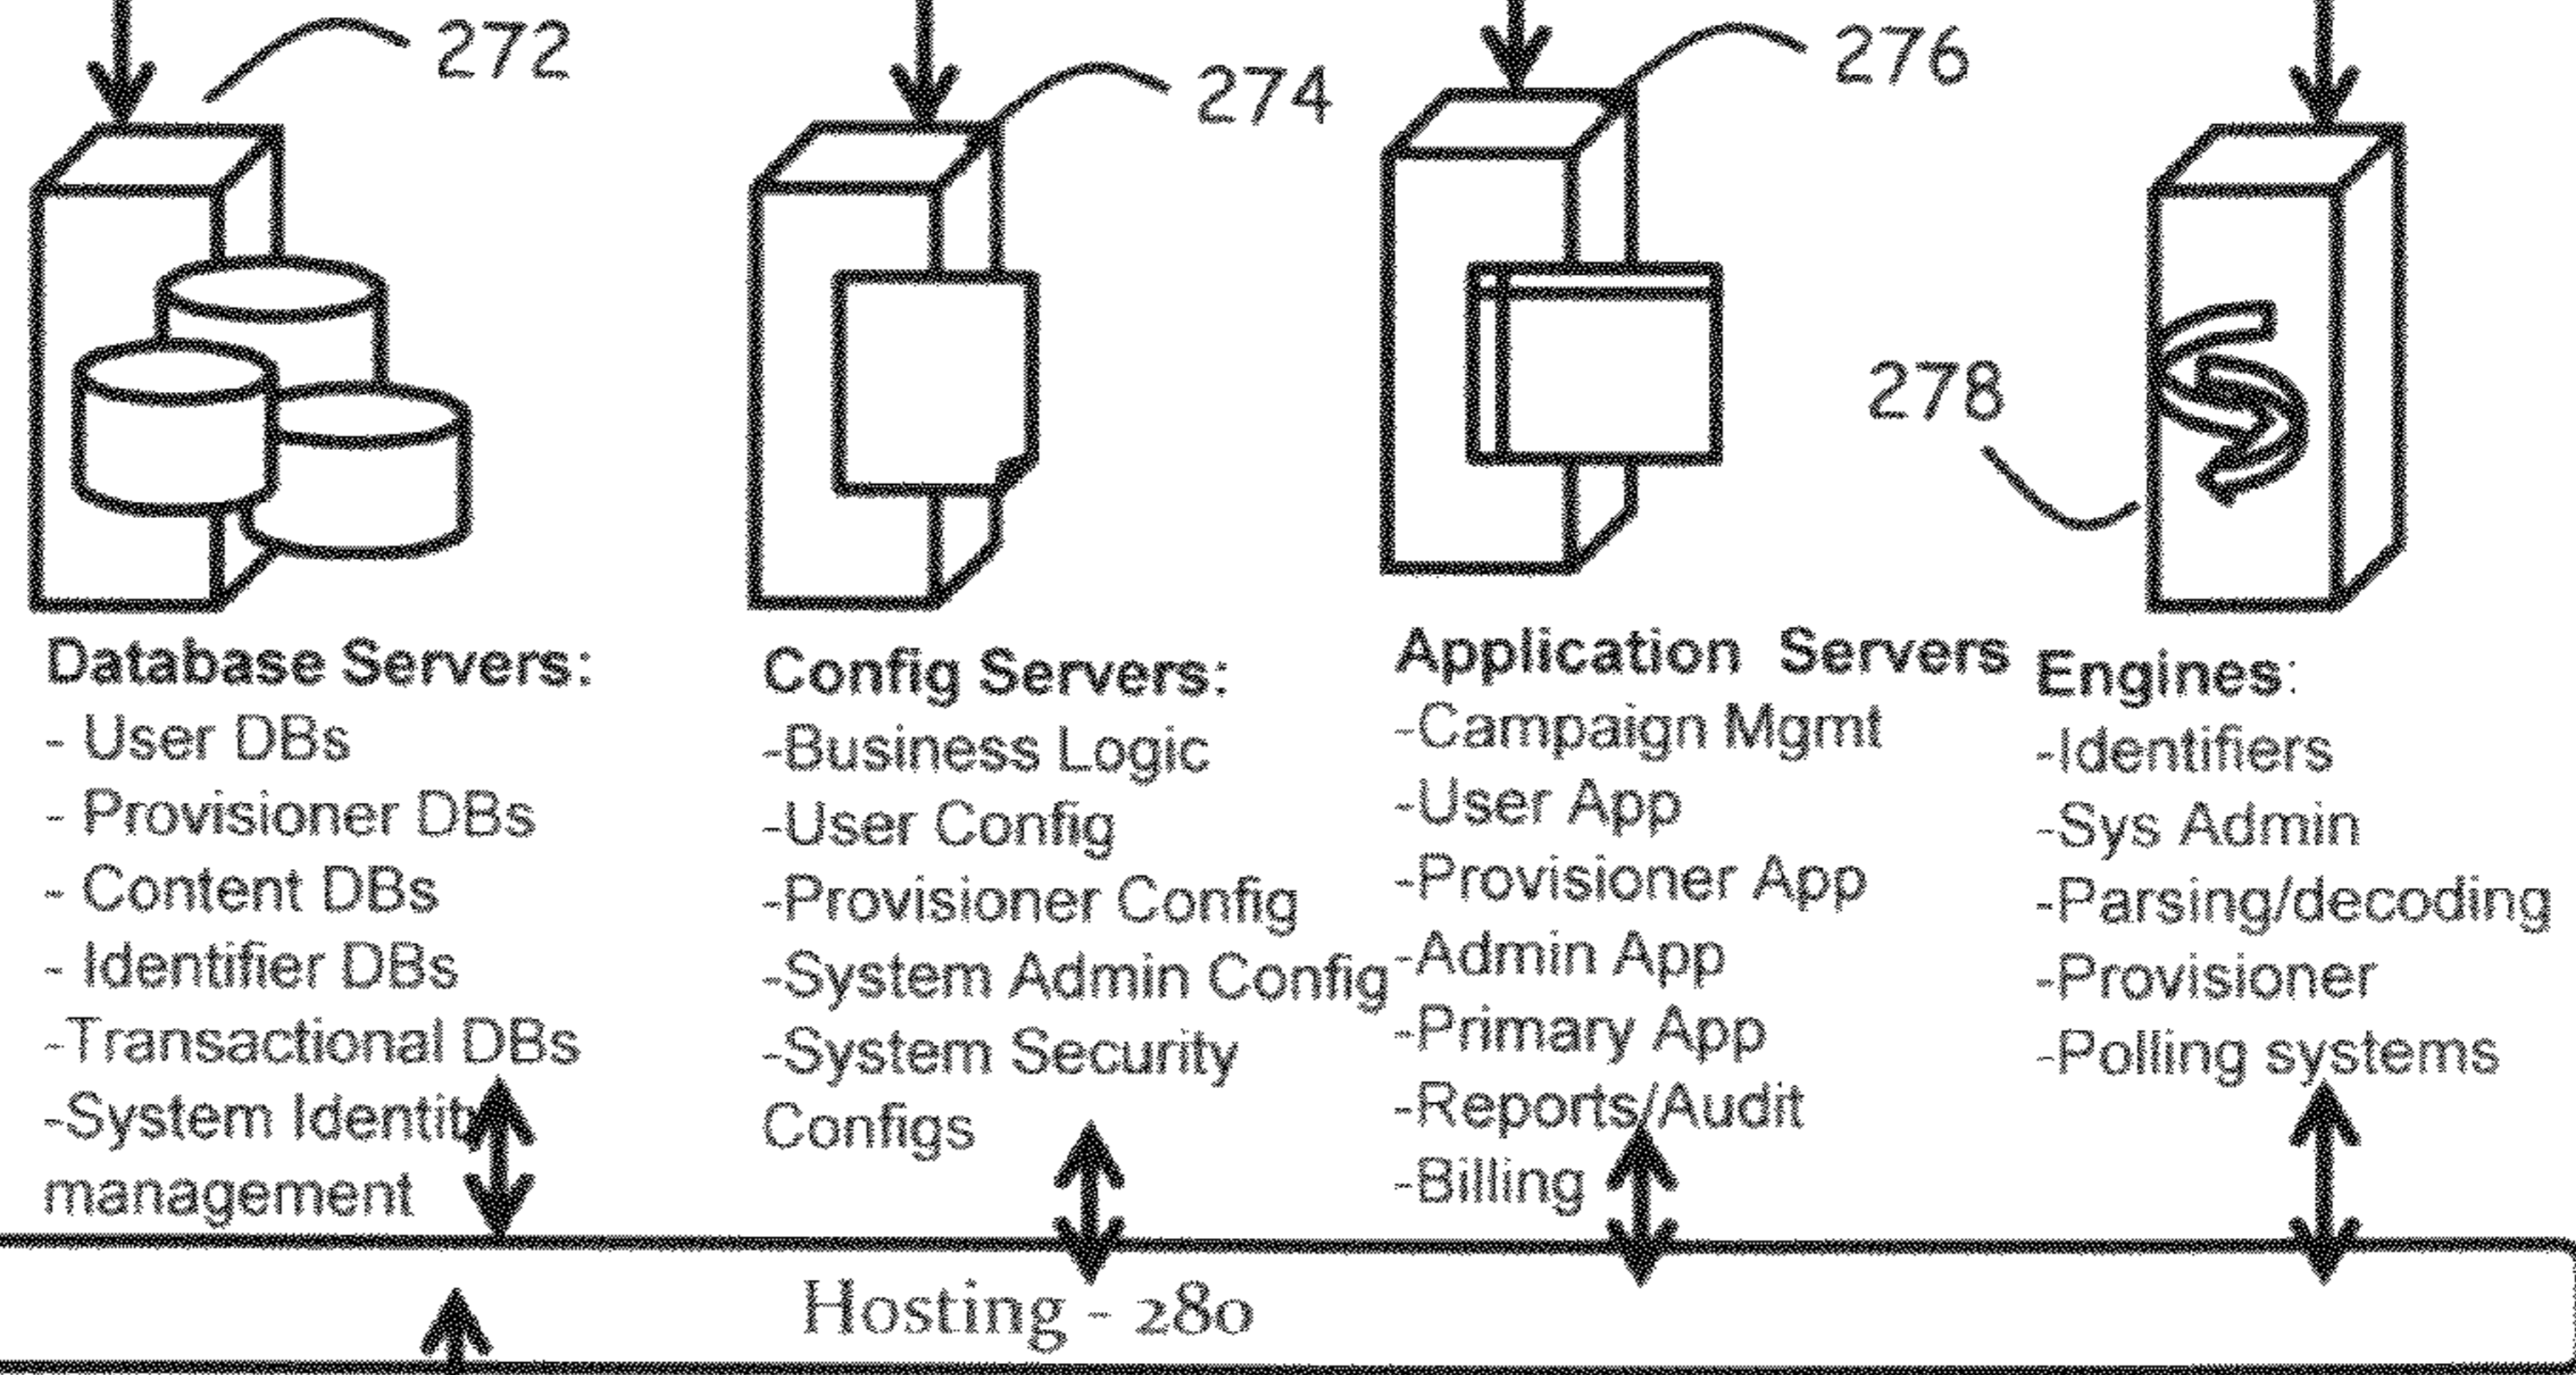 272
274
276
278
Database Servers:
- User DBs
- Provisioner DBs
- Content DBs
- Identifier DBs
-Transactional DBs
-System Identity
management
Config Servers:
-Business Logic
-User Config
-Provisioner Config
-System Admin Config
-System Security
Configs
Application Servers
-Campaign Mgmt
-User App
-Provisioner App
-Admin App
-Primary App
-Reports/Audit
-Billing
Engines:
-Identifiers
-Sys Admin
-Parsing/decoding
-Provisioner
-Polling systems
Hosting - 280